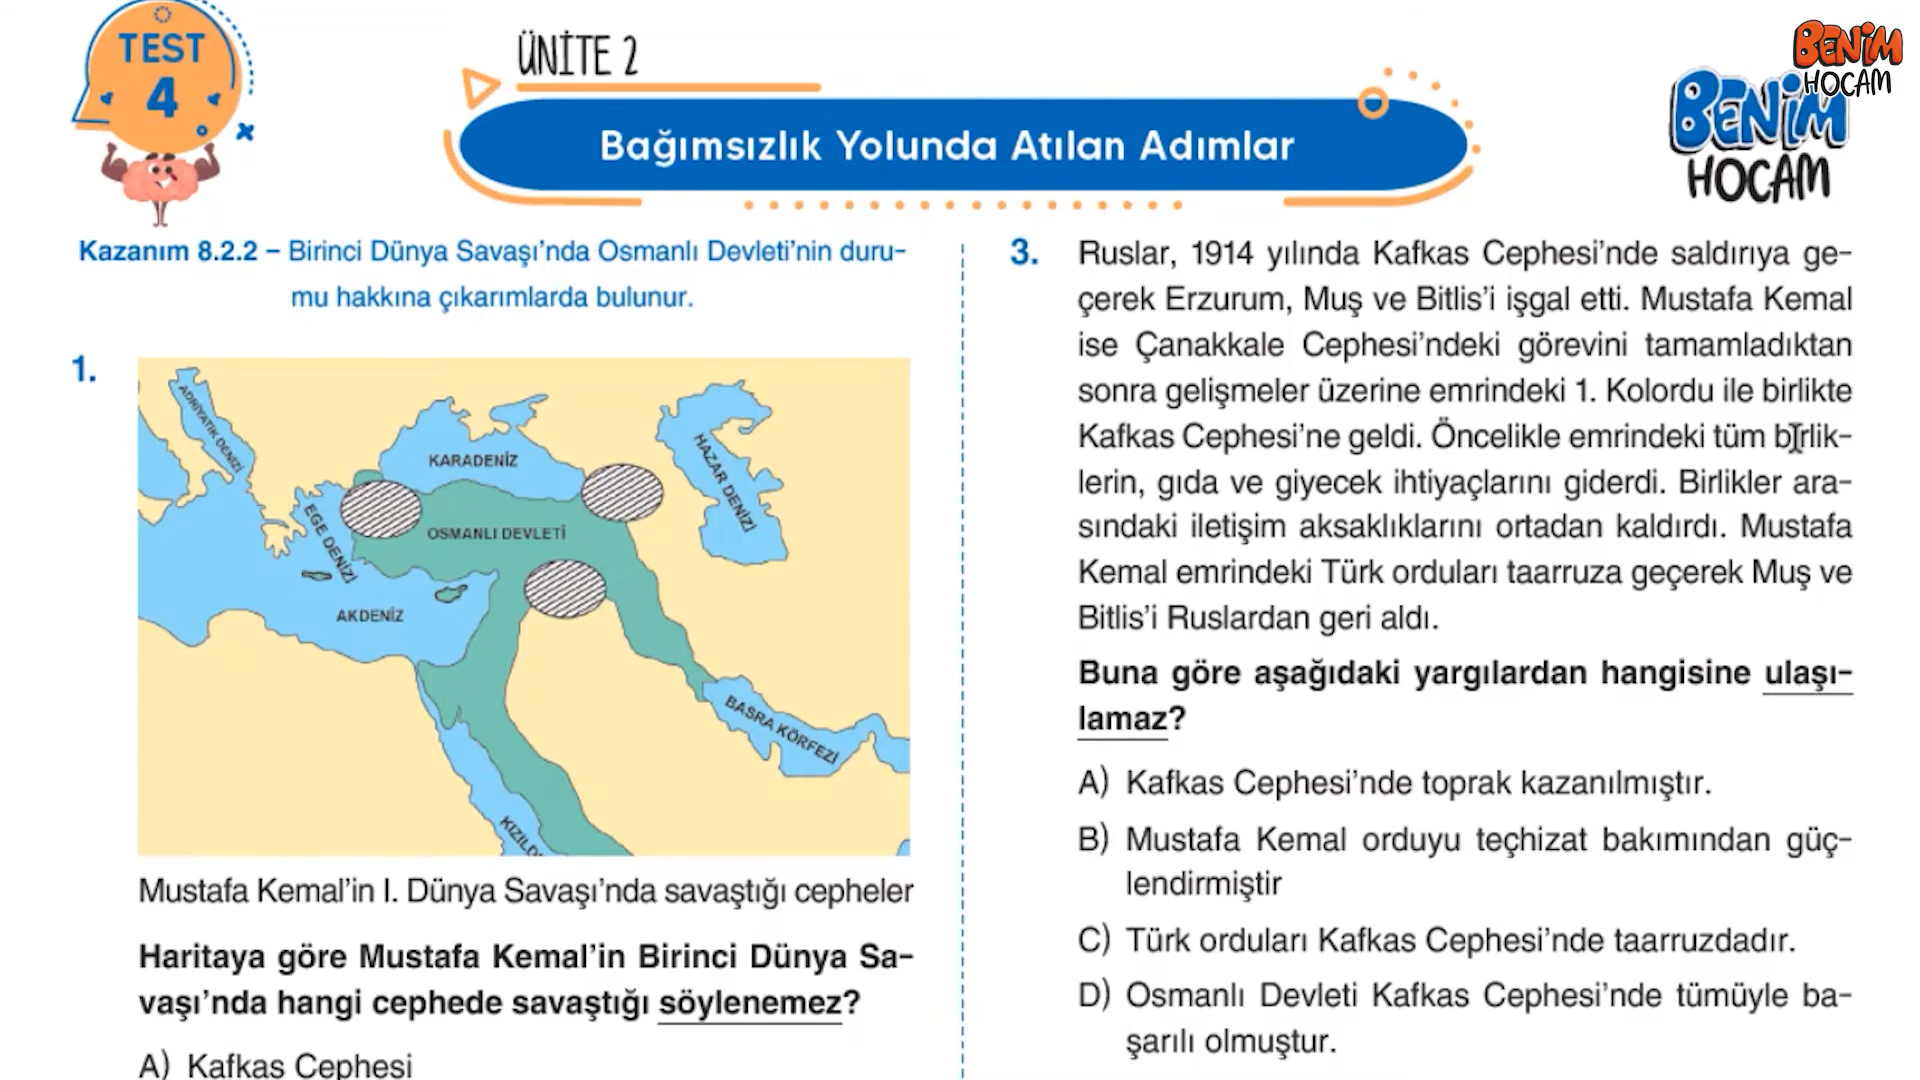 TEST
4
ÜNİTE 2
Bağımsızlık Yolunda Atılan Adımlar
BENİM
HOCAM
BENİM
HOCAM
Kazanım 8.2.2 – Birinci Dünya Savaşı'nda Osmanlı Devleti'nin duru-
mu hakkına çıkarımlarda bulunur.
1.
ADRİYATİK DENİZİ
KARADENİZ
HAZAR DENİZİ
EGE DENİZİ
OSMANLI DEVLETİ
AKDENİZ
BASRA KÖRFEZİ
KIZILD
Mustafa Kemal'in I. Dünya Savaşı'nda savaştığı cepheler
Haritaya göre Mustafa Kemal'in Birinci Dünya Sa-
vaşı'nda hangi cephede savaştığı söylenemez?
A) Kafkas Cephesi
3. Ruslar, 1914 yılında Kafkas Cephesi'nde saldırıya ge-
çerek Erzurum, Muş ve Bitlis'i işgal etti. Mustafa Kemal
ise Çanakkale Cephesi'ndeki görevini tamamladıktan
sonra gelişmeler üzerine emrindeki 1. Kolordu ile birlikte
Kafkas Cephesi'ne geldi. Öncelikle emrindeki tüm birlik-
lerin, gıda ve giyecek ihtiyaçlarını giderdi. Birlikler ara-
sındaki iletişim aksaklıklarını ortadan kaldırdı. Mustafa
Kemal emrindeki Türk orduları taarruza geçerek Muş ve
Bitlis'i Ruslardan geri aldı.
Buna göre aşağıdaki yargılardan hangisine ulaşı-
lamaz?
A) Kafkas Cephesi'nde toprak kazanılmıştır.
B) Mustafa Kemal orduyu teçhizat bakımından güç-
lendirmiştir
C) Türk orduları Kafkas Cephesi'nde taarruzdadır.
D) Osmanlı Devleti Kafkas Cephesi'nde tümüyle ba-
şarılı olmuştur.